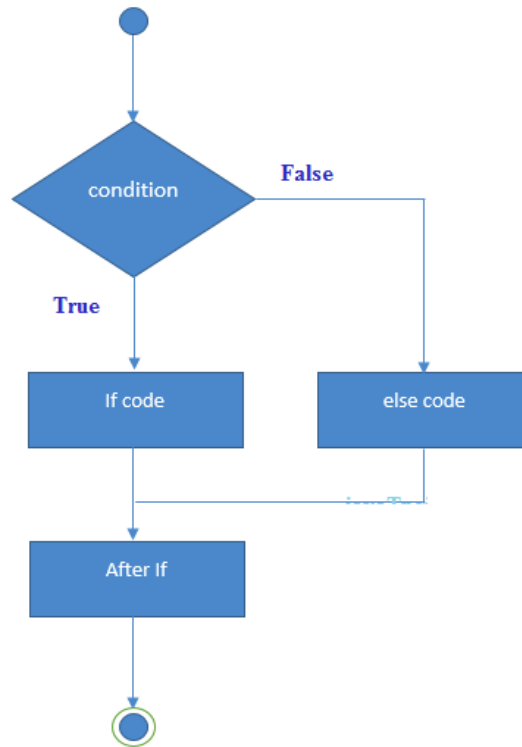 condition
False
True
If code
else code
After If